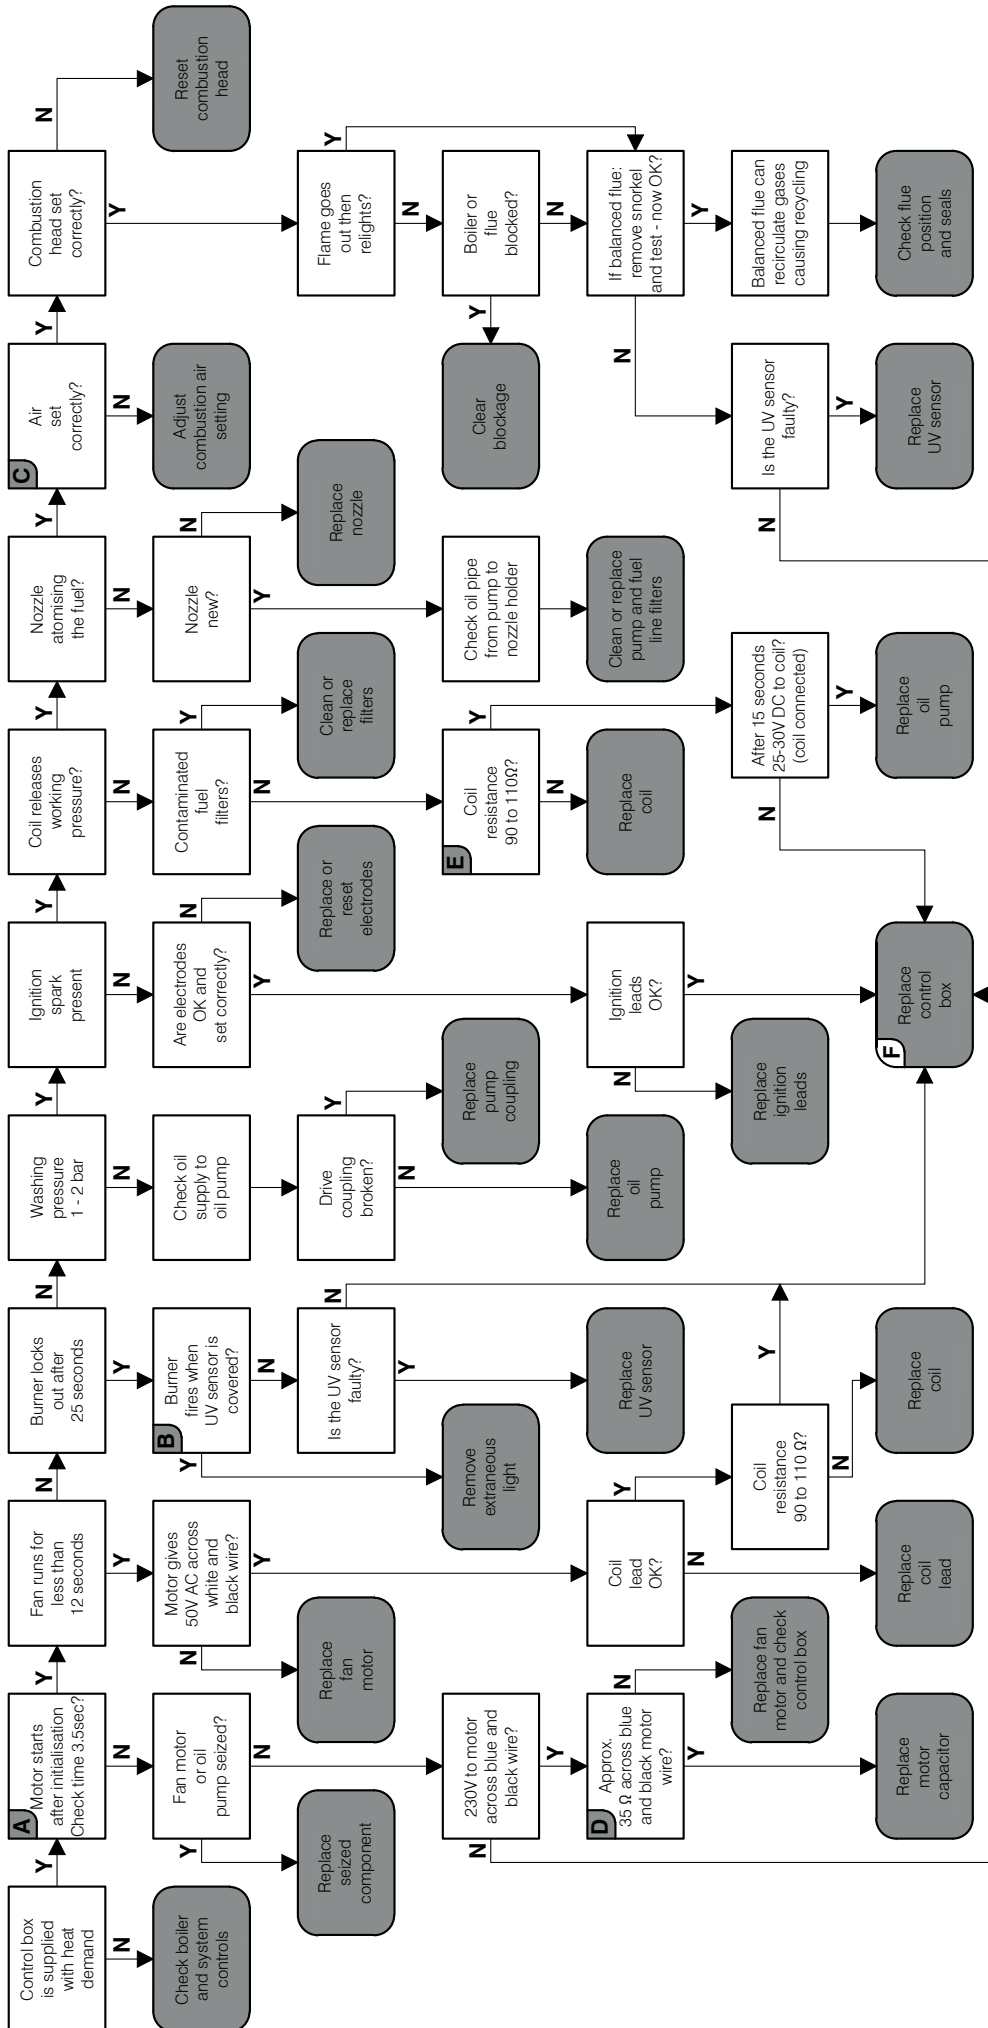 Control box
is supplied
with heat
demand
Y
N
Check boiler
and system
controls
A
Motor starts
after initialisation
Check time 3.5sec?
Y
N
Fan motor
or oil
pump seized?
Y
N
Replace
seized
component
230V to motor
across blue and
black wire?
N
Y
D
Approx.
35 Ω across blue
and black motor
wire?
N
Y
Replace fan
motor and check
control box
Replace
motor
capacitor
Fan runs for
less than
12 seconds
N
Y
Motor gives
50V AC across
white and
black wire?
N
Y
Replace
fan
motor
Coil
lead
OK?
Y
N
Replace
coil
lead
Coil
resistance
90 to 110 Ω?
Y
N
Replace
coil
Burner locks
out after
25 seconds
N
Y
B
Burner
fires when
UV sensor is
covered?
Y
N
Remove
extraneous
light
Is the UV sensor
faulty?
N
Y
Replace
UV sensor
Washing
pressure
1 - 2 bar
Y
N
Check oil
supply to
oil pump
Drive
coupling
broken?
Y
N
Replace
pump
coupling
Replace
oil
pump
Ignition
spark
present
Y
N
Are electrodes
OK and
set correctly?
N
Y
Replace or
reset
electrodes
Ignition
leads
OK?
N
Y
Replace
ignition
leads
F
Replace
control
box
Coil releases
working
pressure?
Y
N
Contaminated
fuel
filters?
Y
N
Clean or
replace
filters
E
Coil
resistance
90 to 110Ω?
Y
N
Replace
coil
After 15 seconds
25-30V DC to coil?
(coil connected)
N
Y
Replace
oil
pump
Nozzle
atomising
the fuel?
Y
N
Nozzle
new?
N
Y
Replace
nozzle
Check oil pipe
from pump to
nozzle holder
Clean or replace
pump and fuel
line filters
C
Air
set
correctly?
Y
N
Adjust
combustion air
setting
Combustion
head set
correctly?
N
Y
Reset
combustion
head
Flame goes
out then
relights?
Y
N
Boiler or
flue
blocked?
Y
N
Clear
blockage
If balanced flue:
remove snorkel
and test - now OK?
N
Y
Balanced flue can
recirculate gases
causing recycling
Check flue
position
and seals
Is the UV sensor
faulty?
N
Y
Replace
UV sensor